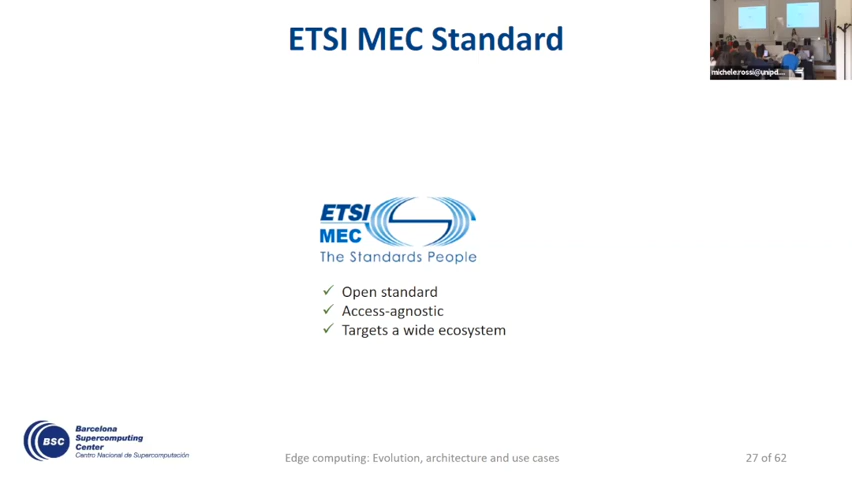 ETSI MEC Standard
michele.rossi@unipd....
ETSI
MEC
The Standards People
✓ Open standard
✓ Access-agnostic
✓ Targets a wide ecosystem
BSC
Barcelona
Supercomputing
Center
Centro Nacional de Supercomputación
Edge computing: Evolution, architecture and use cases
27 of 62